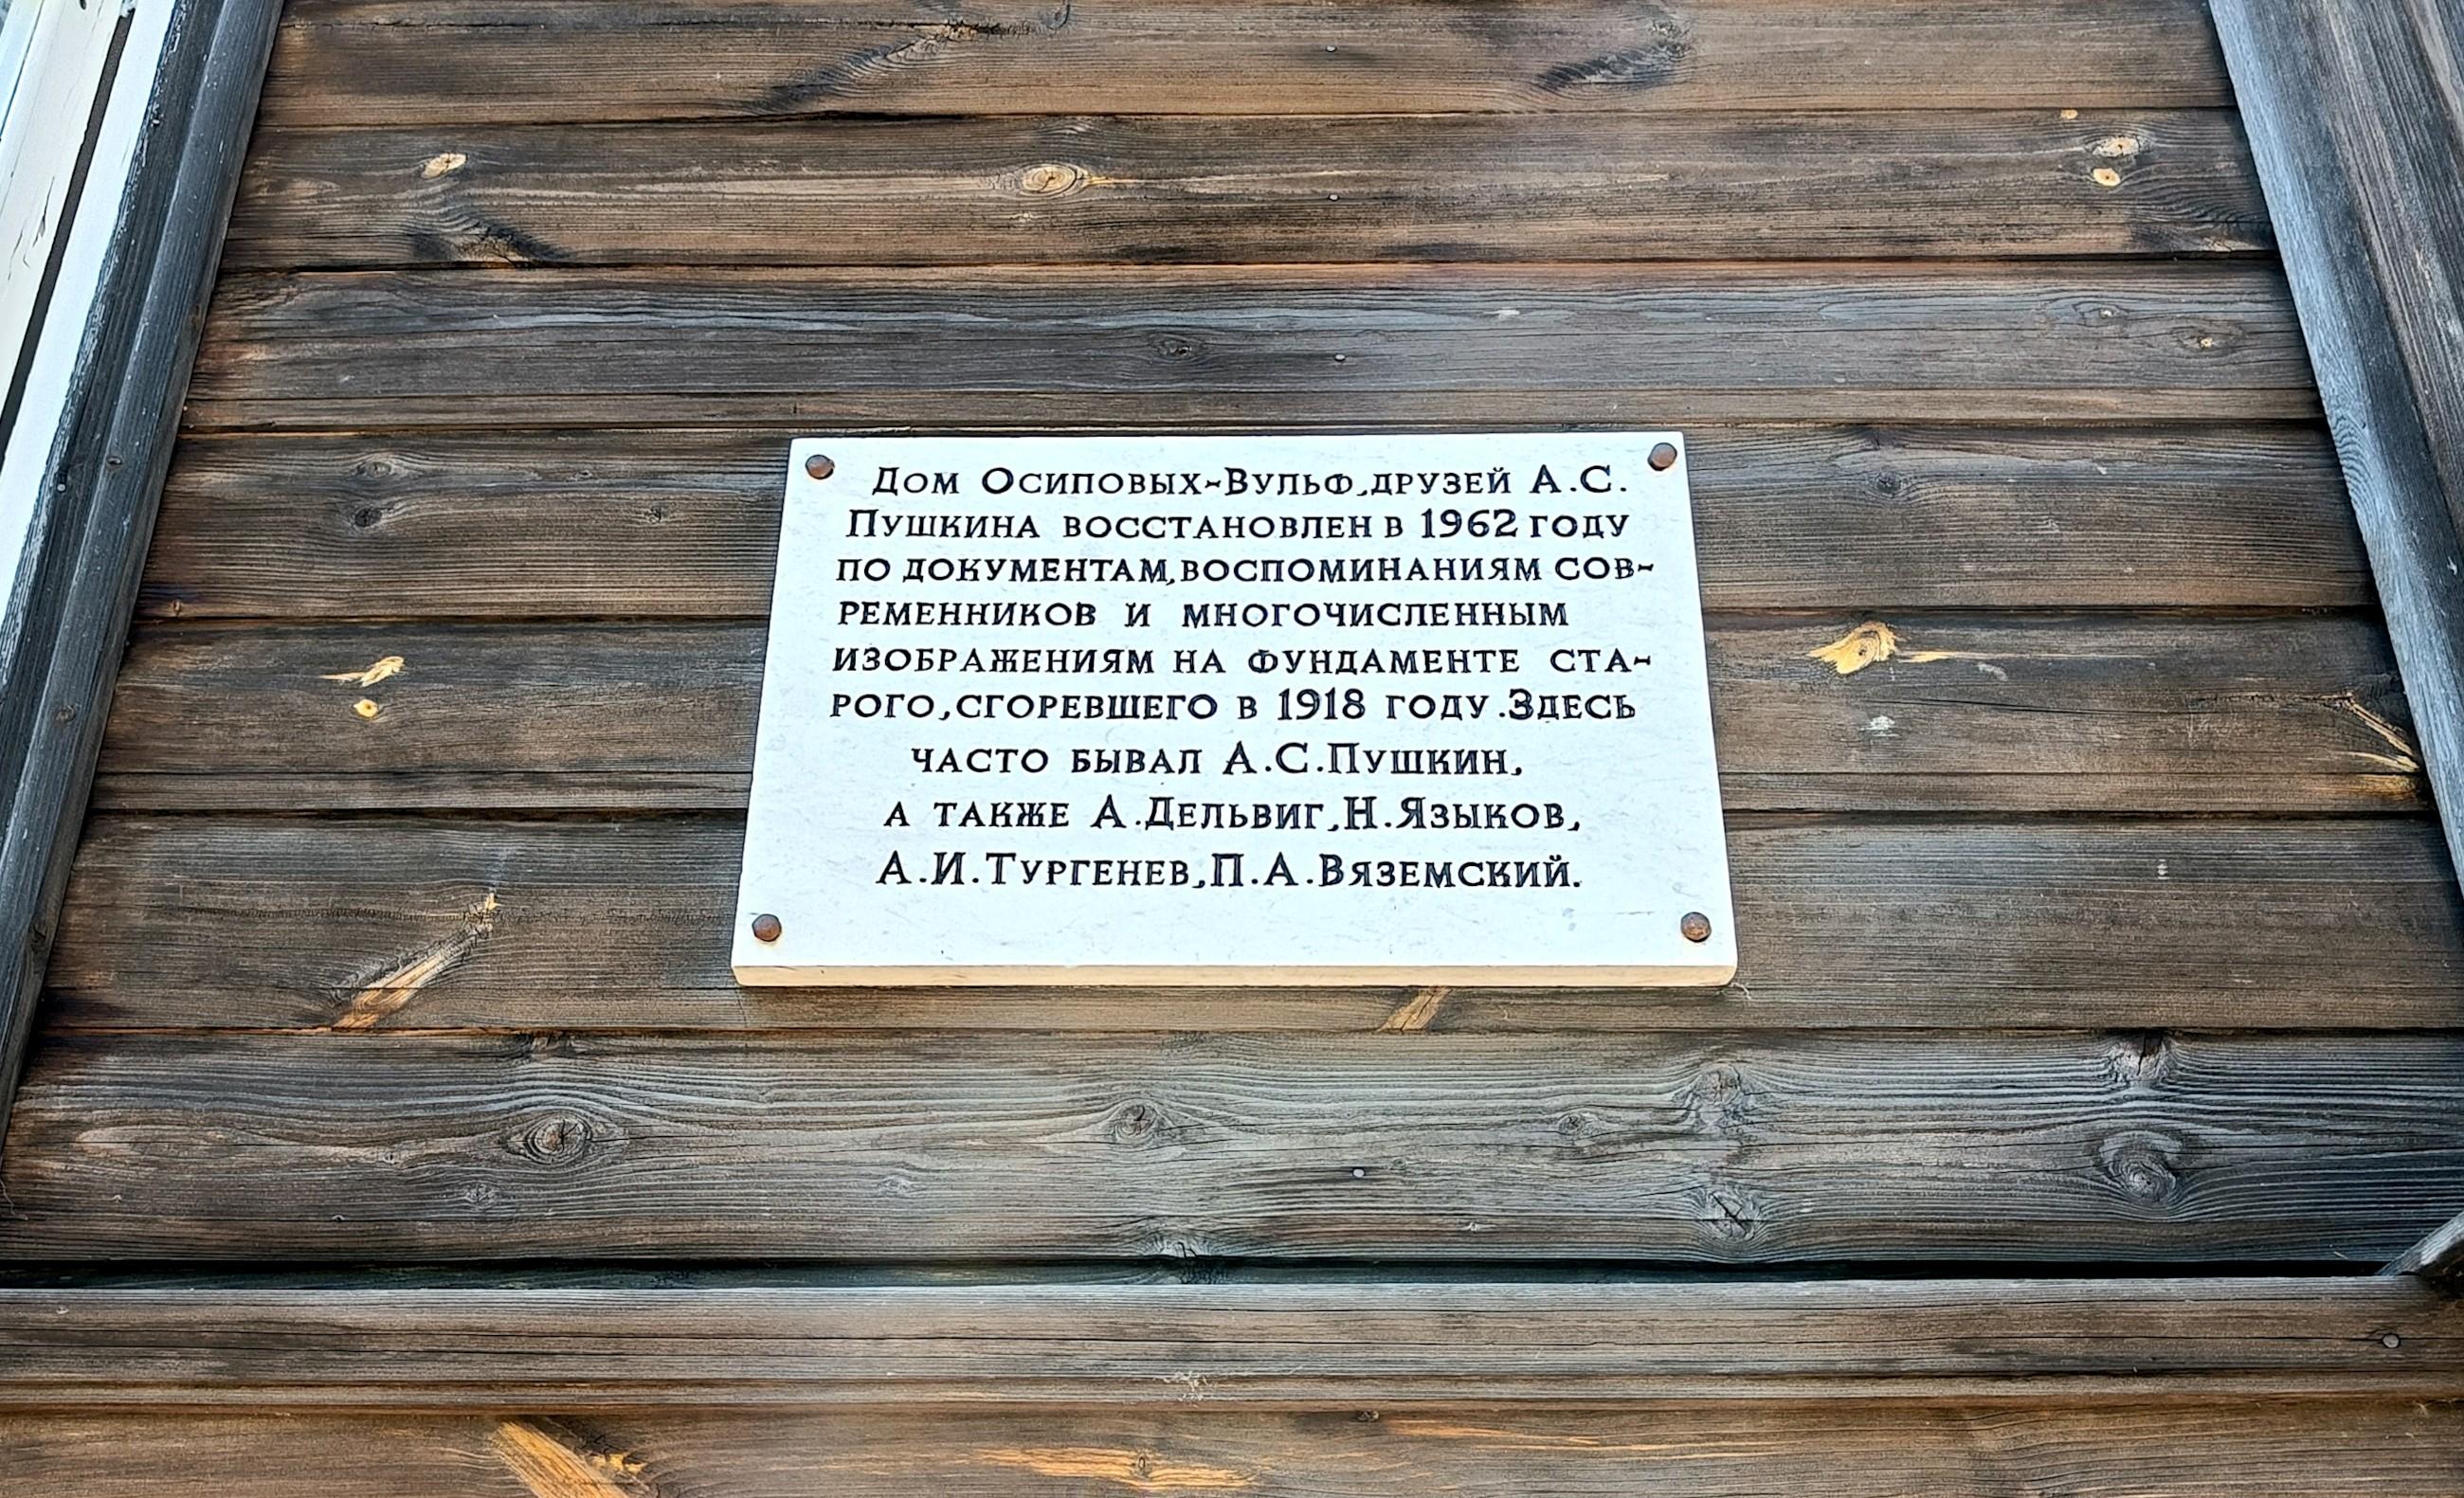 Дом Осиповых-Вульф, друзей А.С.
Пушкина восстановлен в 1962 году
по документам, воспоминаниям сов-
ременников и многочисленным
изображениям на фундаменте ста-
рого, сгоревшего в 1918 году. Здесь
часто бывал А.С.Пушкин,
а также А.Дельвиг, Н.Языков,
А.И.Тургенев, П.А.Вяземский.